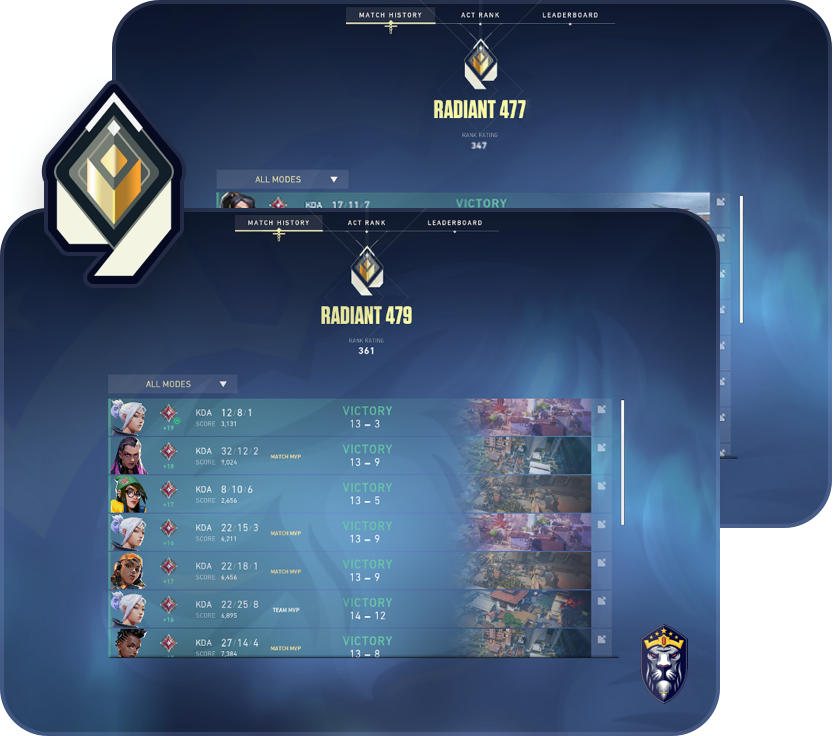 MATCH HISTORY ACT RANK LEADERBOARD
RADIANT 477
RANK RATING
347
ALL MODES
KDA 17/11/7 VICTORY
MATCH HISTORY ACT RANK LEADERBOARD
RADIANT 479
RANK RATING
361
ALL MODES
KDA 12/8/1 VICTORY
+19 SCORE 3,131 13 – 3
KDA 32/12/2 MATCH MVP VICTORY
+18 SCORE 9,024 13 – 9
KDA 8/10/6 VICTORY
+17 SCORE 2,656 13 – 5
KDA 22/15/3 MATCH MVP VICTORY
+16 SCORE 6,711 13 – 9
KDA 22/18/1 MATCH MVP VICTORY
+17 SCORE 6,456 13 – 9
KDA 22/25/8 TEAM MVP VICTORY
+16 SCORE 6,895 14 – 12
KDA 27/14/4 MATCH MVP VICTORY
SCORE 7,384 13 – 8